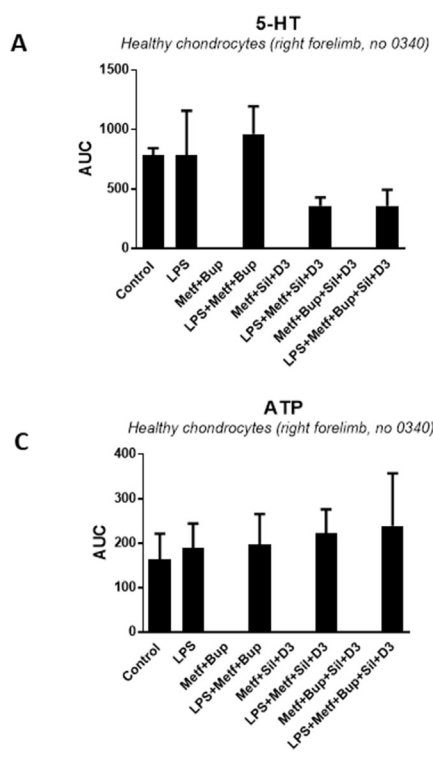 A
5-HT
Healthy chondrocytes (right forelimb, no 0340)
AUC
1500
1000
500
0
Control
LPS
Metf+Bup
LPS+Metf+Bup
Metf+Sil+D3
LPS+Metf+Sil+D3
Metf+Bup+Sil+D3
LPS+Metf+Bup+Sil+D3
C
ATP
Healthy chondrocytes (right forelimb, no 0340)
AUC
400
300
200
100
0
Control
LPS
Metf+Bup
LPS+Metf+Bup
Metf+Sil+D3
LPS+Metf+Sil+D3
Metf+Bup+Sil+D3
LPS+Metf+Bup+Sil+D3